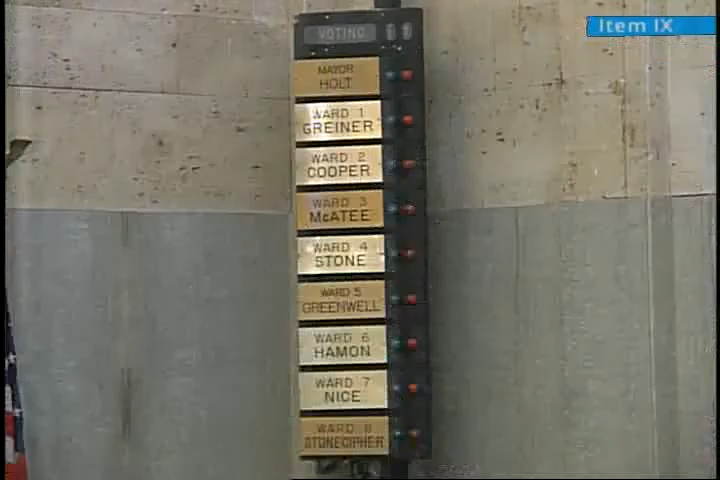 Item IX
VOTING
MAYOR
HOLT
WARD 1
GREINER
WARD 2
COOPER
WARD 3
McATEE
WARD 4
STONE
WARD 5
GREENWELL
WARD 6
HAMON
WARD 7
NICE
WARD 8
STONECIPHER